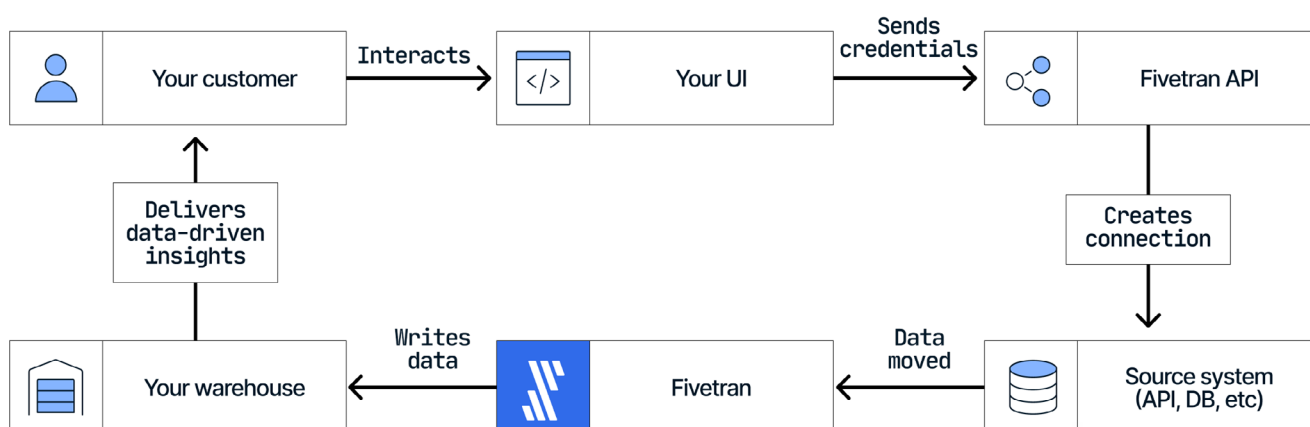 Your customer
Interacts
</>
Your UI
Sends
credentials
Fivetran API
Creates
connection
Source system
(API, DB, etc)
Data
moved
Fivetran
Writes
data
Your warehouse
Delivers
data-driven
insights